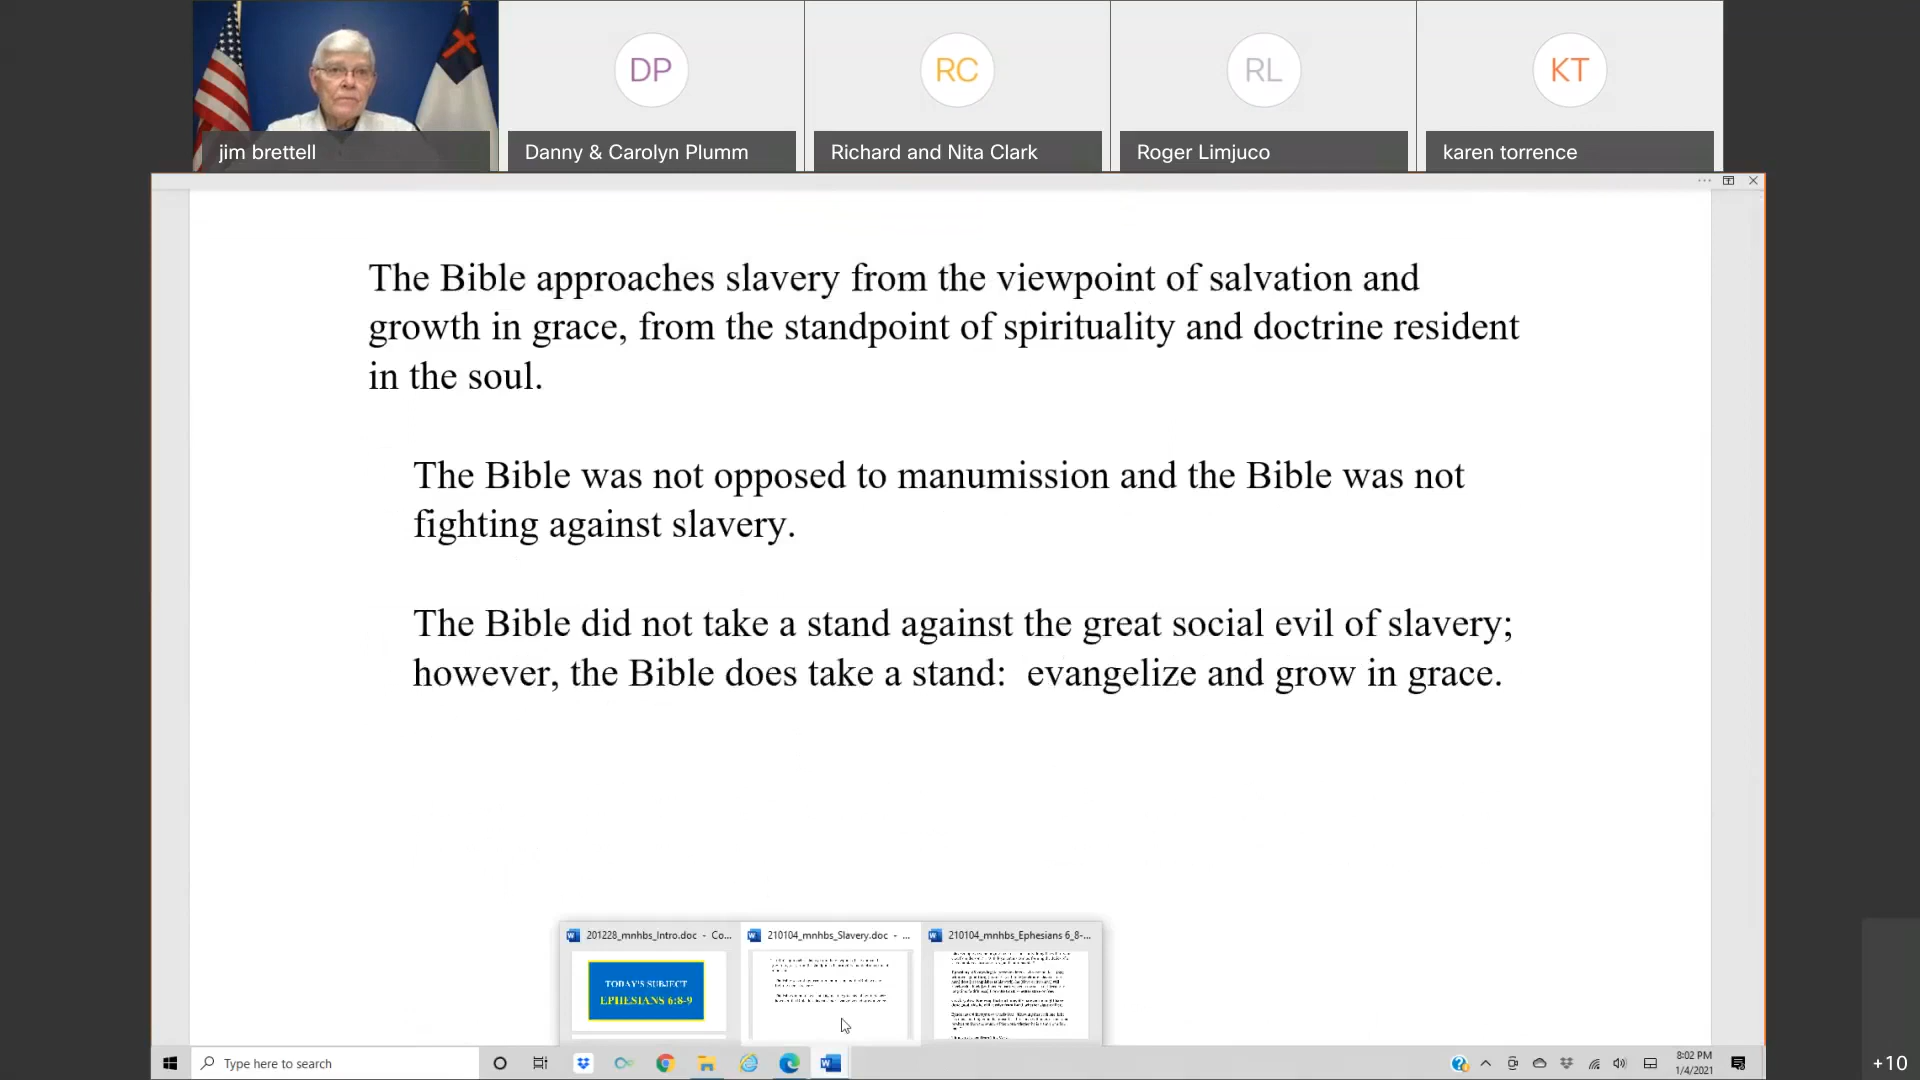 DP
RC
RL
KT
jim brettell
Danny & Carolyn Plumm
Richard and Nita Clark
Roger Limjuco
karen torrence
The Bible approaches slavery from the viewpoint of salvation and
growth in grace, from the standpoint of spirituality and doctrine resident
in the soul.
The Bible was not opposed to manumission and the Bible was not
fighting against slavery.
The Bible did not take a stand against the great social evil of slavery;
however, the Bible does take a stand:  evangelize and grow in grace.
201228_mnhbs_Intro.doc - Co...
210104_mnhbs_Slavery.doc - ...
210104_mnhbs_Ephesians 6_8-...
TODAY'S SUBJECT
EPHESIANS 6:8-9
Type here to search
8:02 PM
1/4/2021
+10